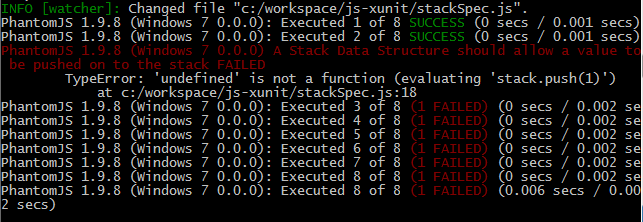 INFO [watcher]: Changed file "c:/workspace/js-xunit/stackSpec.js".
PhantomJS 1.9.8 (Windows 7 0.0.0): Executed 1 of 8 SUCCESS (0 secs / 0.001 secs)
PhantomJS 1.9.8 (Windows 7 0.0.0): Executed 2 of 8 SUCCESS (0 secs / 0.001 secs)
PhantomJS 1.9.8 (Windows 7 0.0.0) A Stack Data Structure should allow a value to
be pushed on to the stack FAILED
TypeError: 'undefined' is not a function (evaluating 'stack.push(1)')
at c:/workspace/js-xunit/stackSpec.js:18
PhantomJS 1.9.8 (Windows 7 0.0.0): Executed 3 of 8 (1 FAILED) (0 secs / 0.002 se
PhantomJS 1.9.8 (Windows 7 0.0.0): Executed 4 of 8 (1 FAILED) (0 secs / 0.002 se
PhantomJS 1.9.8 (Windows 7 0.0.0): Executed 5 of 8 (1 FAILED) (0 secs / 0.002 se
PhantomJS 1.9.8 (Windows 7 0.0.0): Executed 6 of 8 (1 FAILED) (0 secs / 0.002 se
PhantomJS 1.9.8 (Windows 7 0.0.0): Executed 7 of 8 (1 FAILED) (0 secs / 0.002 se
PhantomJS 1.9.8 (Windows 7 0.0.0): Executed 8 of 8 (1 FAILED) (0 secs / 0.002 se
PhantomJS 1.9.8 (Windows 7 0.0.0): Executed 8 of 8 (1 FAILED) (0.006 secs / 0.00
2 secs)